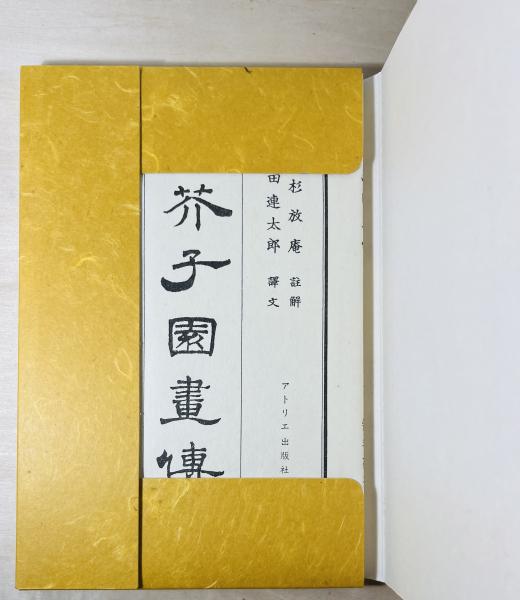 杉放庵 註解
田連太郎 譯文
アトリエ出版社
芥子園畫傳